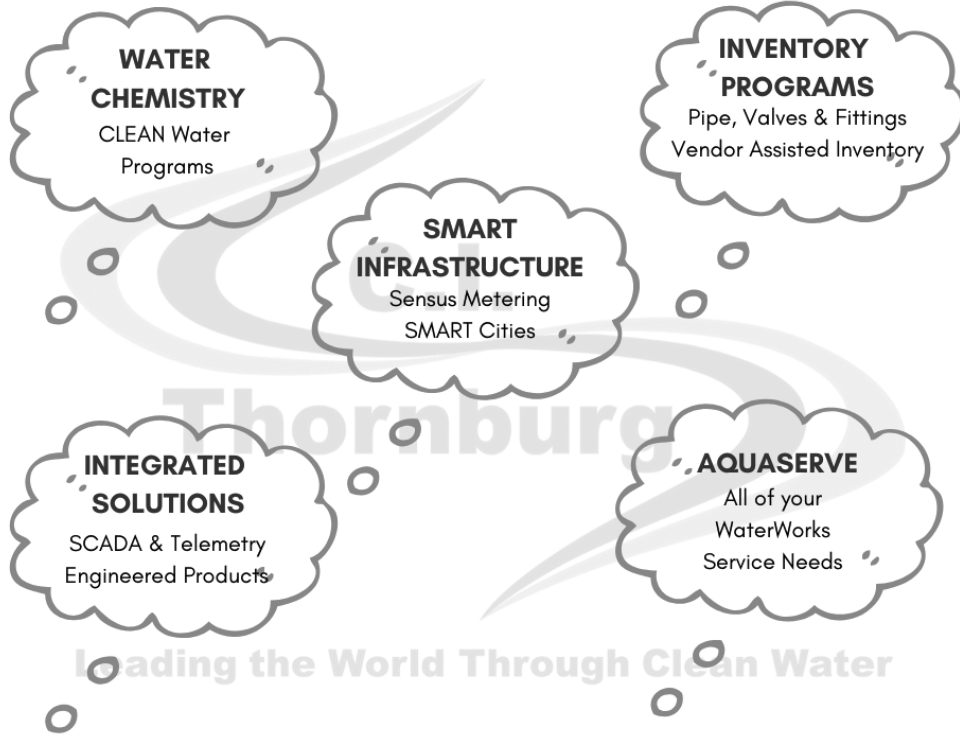 WATER
CHEMISTRY
CLEAN Water
Programs
INVENTORY
PROGRAMS
Pipe, Valves & Fittings
Vendor Assisted Inventory
SMART
INFRASTRUCTURE
Sensus Metering
SMART Cities
C.I.
Thornburg
INTEGRATED
SOLUTIONS
SCADA & Telemetry
Engineered Products
AQUASERVE
All of your
WaterWorks
Service Needs
Leading the World Through Clean Water